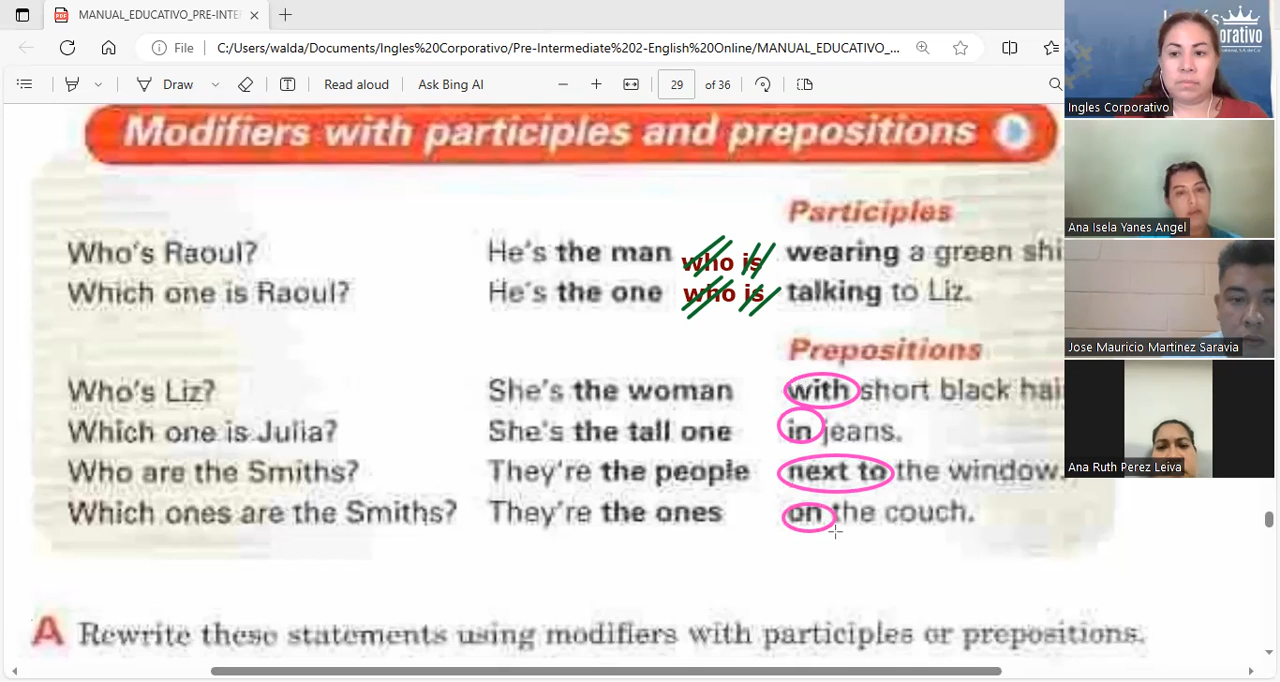 MANUAL_EDUCATIVO_PRE-INTE
File
C:/Users/walda/Documents/Ingles%20Corporativo/Pre-Intermediate%202-English%20Online/MANUAL_EDUCATIVO_...
Draw
Read aloud
Ask Bing AI
29
of 36
orativo
Ingles Corporativo
Ana Isela Yanes Angel
Jose Mauricio Martinez Saravia
Ana Ruth Perez Leiva
Modifiers with participles and prepositions
Participles
Who's Raoul? He's the man who is wearing a green shi
Which one is Raoul? He's the one who is talking to Liz.
Prepositions
Who's Liz? She's the woman with short black hai
Which one is Julia? She's the tall one in jeans.
Who are the Smiths? They're the people next to the window.
Which ones are the Smiths? They're the ones on the couch.
A Rewrite these statements using modifiers with participles or prepositions.